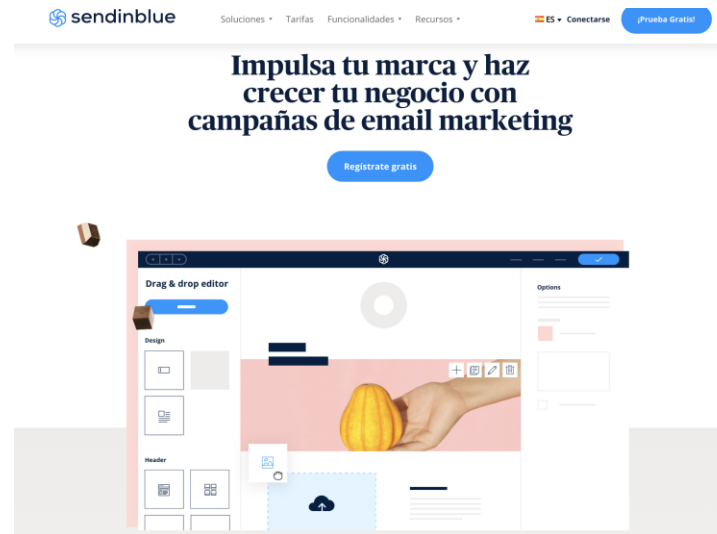 sendinblue
Soluciones Tarifas Funcionalidades Recursos ES Conectarse ¡Prueba Gratis!
Impulsa tu marca y haz
crecer tu negocio con
campañas de email marketing
Regístrate gratis
Drag & drop editor
Options
Design
Header